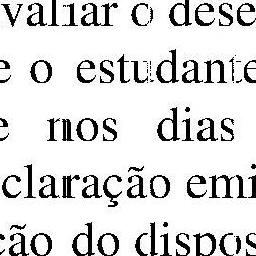 valiar o dese
e o estudante
e nos dias
claração emi
ção do dispos